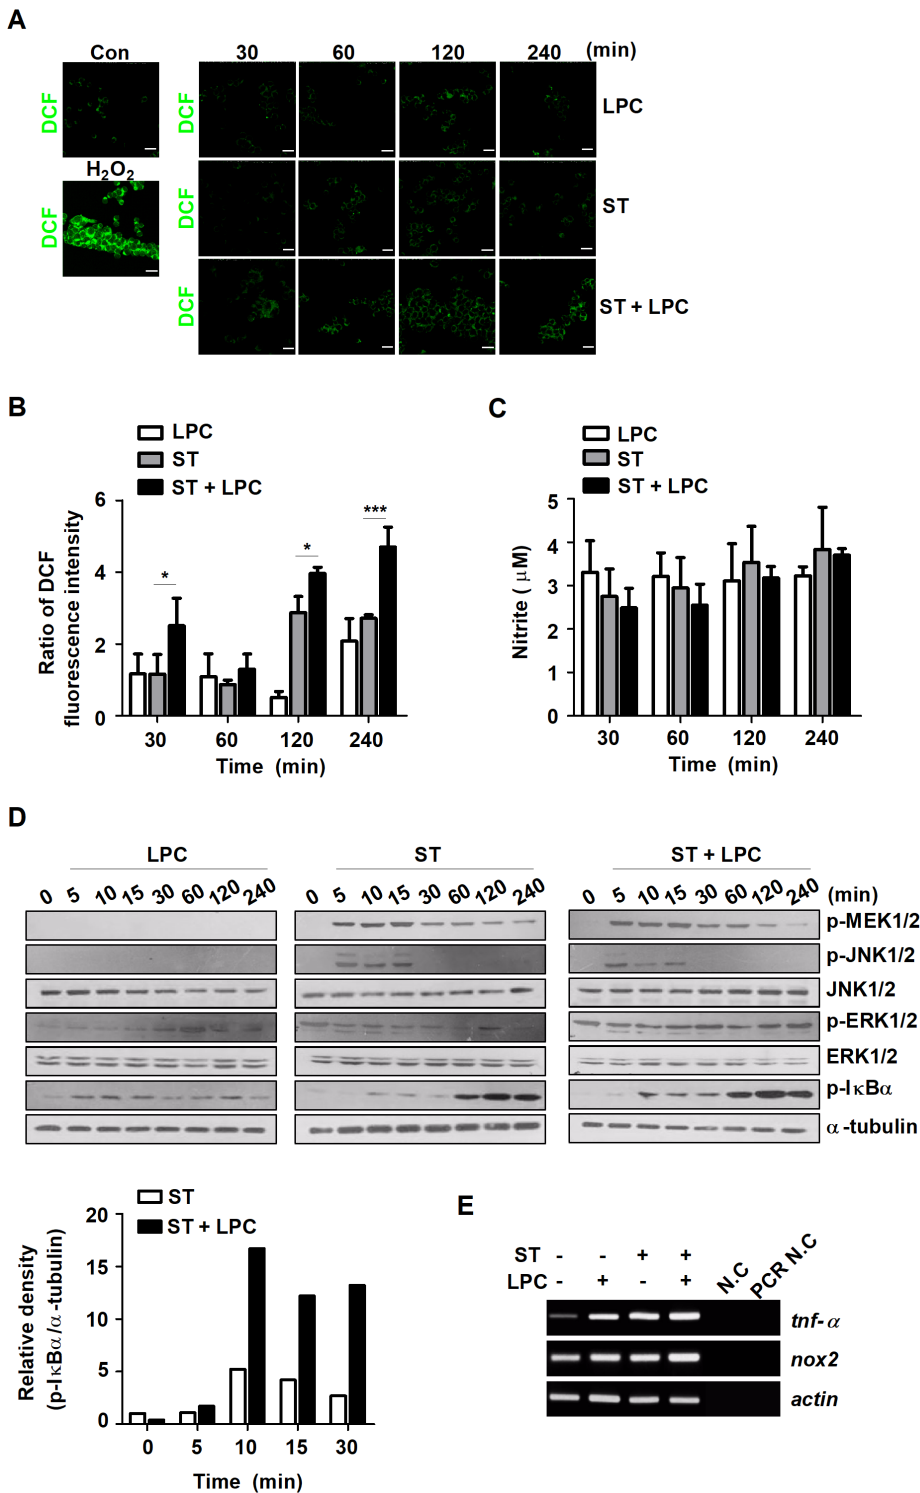 A
Con
30 60 120 240 (min)
DCF
DCF
LPC
H2O2
DCF
DCF
ST
DCF
ST + LPC
B
LPC
ST
ST + LPC
Ratio of DCF
fluorescence intensity
6
4
2
0
*
*
***
30 60 120 240
Time (min)
C
LPC
ST
ST + LPC
Nitrite ( μM)
5
4
3
2
1
0
30 60 120 240
Time (min)
D
LPC
ST
ST + LPC
0 5 10 15 30 60 120 240
0 5 10 15 30 60 120 240
0 5 10 15 30 60 120 240 (min)
p-MEK1/2
p-JNK1/2
JNK1/2
p-ERK1/2
ERK1/2
p-IκBα
α-tubulin
ST
ST + LPC
Relative density
(p-IκBα/α-tubulin)
20
15
10
5
0
0 5 10 15 30
Time (min)
E
ST - - + +
LPC - + - +
N.C
PCR N.C
tnf-α
nox2
actin